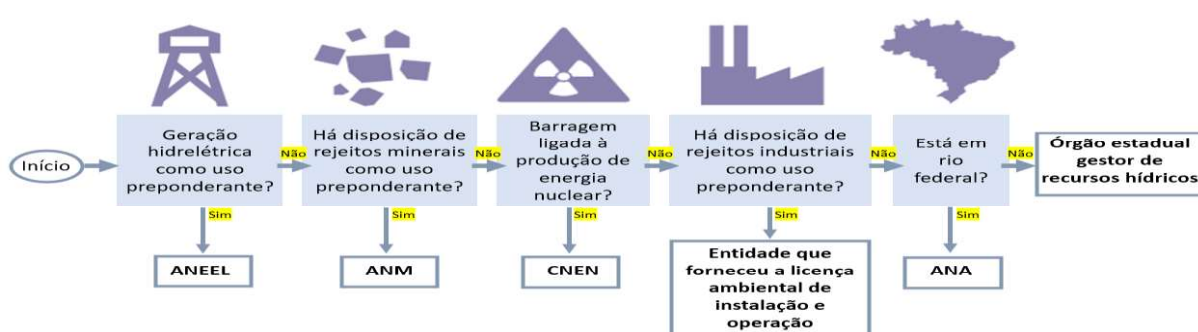 Início
Geração
hidrelétrica
como uso
preponderante?
Não
Sim
ANEEL
Há disposição de
rejeitos minerais
como uso
preponderante?
Não
Sim
ANM
Barragem
ligada à
produção de
energia
nuclear?
Não
Sim
CNEN
Há disposição de
rejeitos industriais
como uso
preponderante?
Não
Sim
Entidade que
forneceu a licença
ambiental de
instalação e
operação
Está em
rio
federal?
Não
Sim
ANA
Órgão estadual
gestor de
recursos hídricos